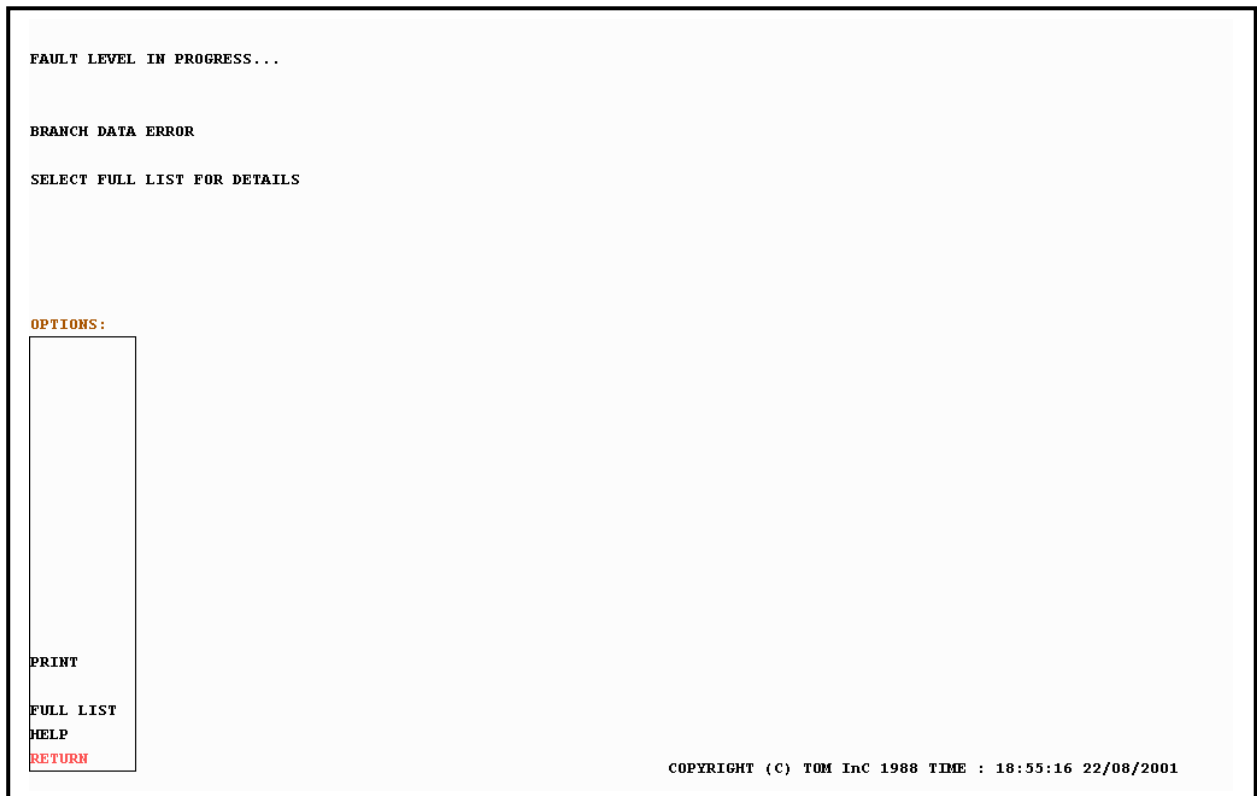 FAULT LEVEL IN PROGRESS...
BRANCH DATA ERROR
SELECT FULL LIST FOR DETAILS
OPTIONS:
PRINT
FULL LIST
HELP
RETURN
COPYRIGHT (C) TOM InC 1988 TIME : 18:55:16 22/08/2001